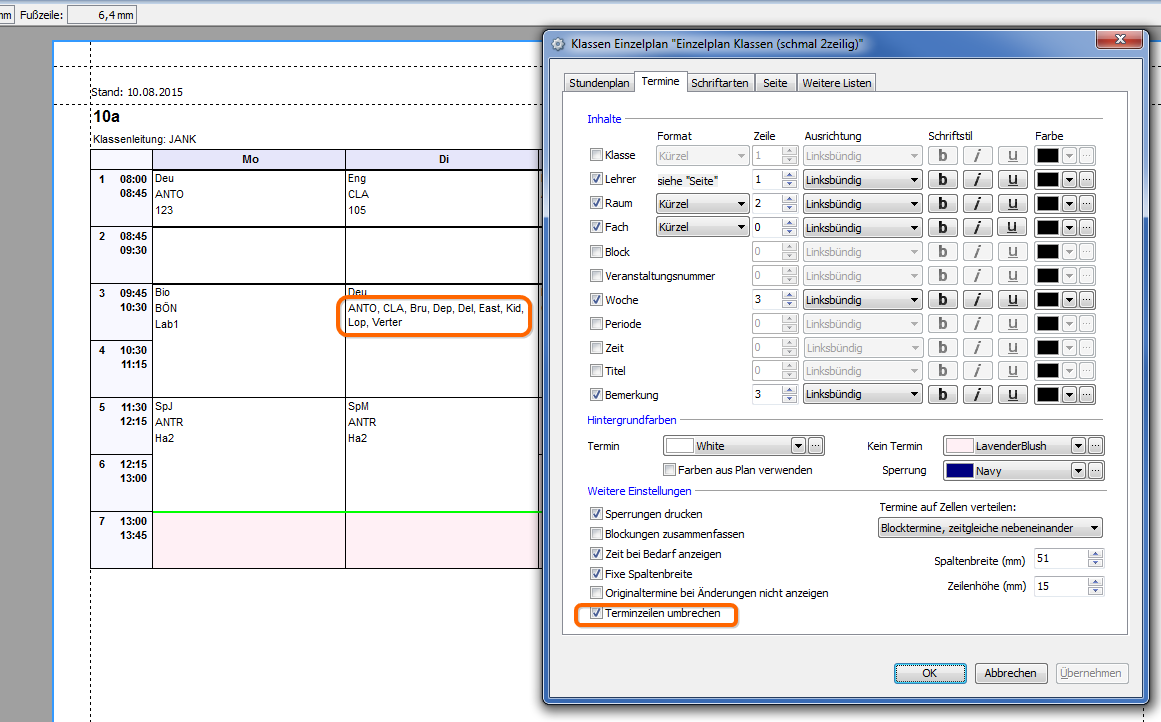 mm Fußzeile: 6,4 mm
Stand: 10.08.2015
10a
Klassenleitung: JANK
Mo Di
1 08:00 Deu Eng
08:45 ANTO CLA
123 105
2 08:45
09:30
3 09:45 Bio Deu
10:30 BÖN ANTO, CLA, Bru, Dep, Del, East, Kid,
Lab1 Lop, Verter
4 10:30
11:15
5 11:30 SpJ SpM
12:15 ANTR ANTR
Ha2 Ha2
6 12:15
13:00
7 13:00
13:45
Klassen Einzelplan "Einzelplan Klassen (schmal 2zeilig)"
Stundenplan Termine Schriftarten Seite Weitere Listen
Inhalte
Format Zeile Ausrichtung Schriftstil Farbe
Klasse Kürzel 1 Linksbündig b i u ...
Lehrer siehe "Seite" 1 Linksbündig b i u ...
Raum Kürzel 2 Linksbündig b i u ...
Fach Kürzel 0 Linksbündig b i u ...
Block 0 Linksbündig b i u ...
Veranstaltungsnummer 0 Linksbündig b i u ...
Woche 3 Linksbündig b i u ...
Periode 0 Linksbündig b i u ...
Zeit 0 Linksbündig b i u ...
Titel 0 Linksbündig b i u ...
Bemerkung 3 Linksbündig b i u ...
Hintergrundfarben
Termin White ... Kein Termin LavenderBlush ...
Farben aus Plan verwenden Sperrung Navy ...
Weitere Einstellungen
Sperrungen drucken
Blockungen zusammenfassen
Zeit bei Bedarf anzeigen
Fixe Spaltenbreite
Originaltermine bei Änderungen nicht anzeigen
Terminzeilen umbrechen
Termine auf Zellen verteilen:
Blocktermine, zeitgleiche nebeneinander
Spaltenbreite (mm) 51
Zeilenhöhe (mm) 15
OK Abbrechen Übernehmen